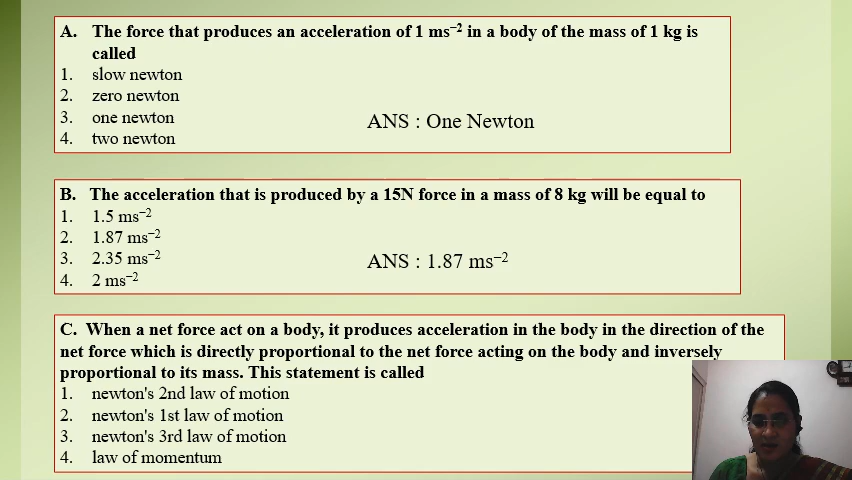 A. The force that produces an acceleration of 1 ms⁻² in a body of the mass of 1 kg is
called
1. slow newton
2. zero newton
3. one newton
4. two newton
ANS : One Newton
B. The acceleration that is produced by a 15N force in a mass of 8 kg will be equal to
1. 1.5 ms⁻²
2. 1.87 ms⁻²
3. 2.35 ms⁻²
4. 2 ms⁻²
ANS : 1.87 ms⁻²
C. When a net force act on a body, it produces acceleration in the body in the direction of the
net force which is directly proportional to the net force acting on the body and inversely
proportional to its mass. This statement is called
1. newton's 2nd law of motion
2. newton's 1st law of motion
3. newton's 3rd law of motion
4. law of momentum